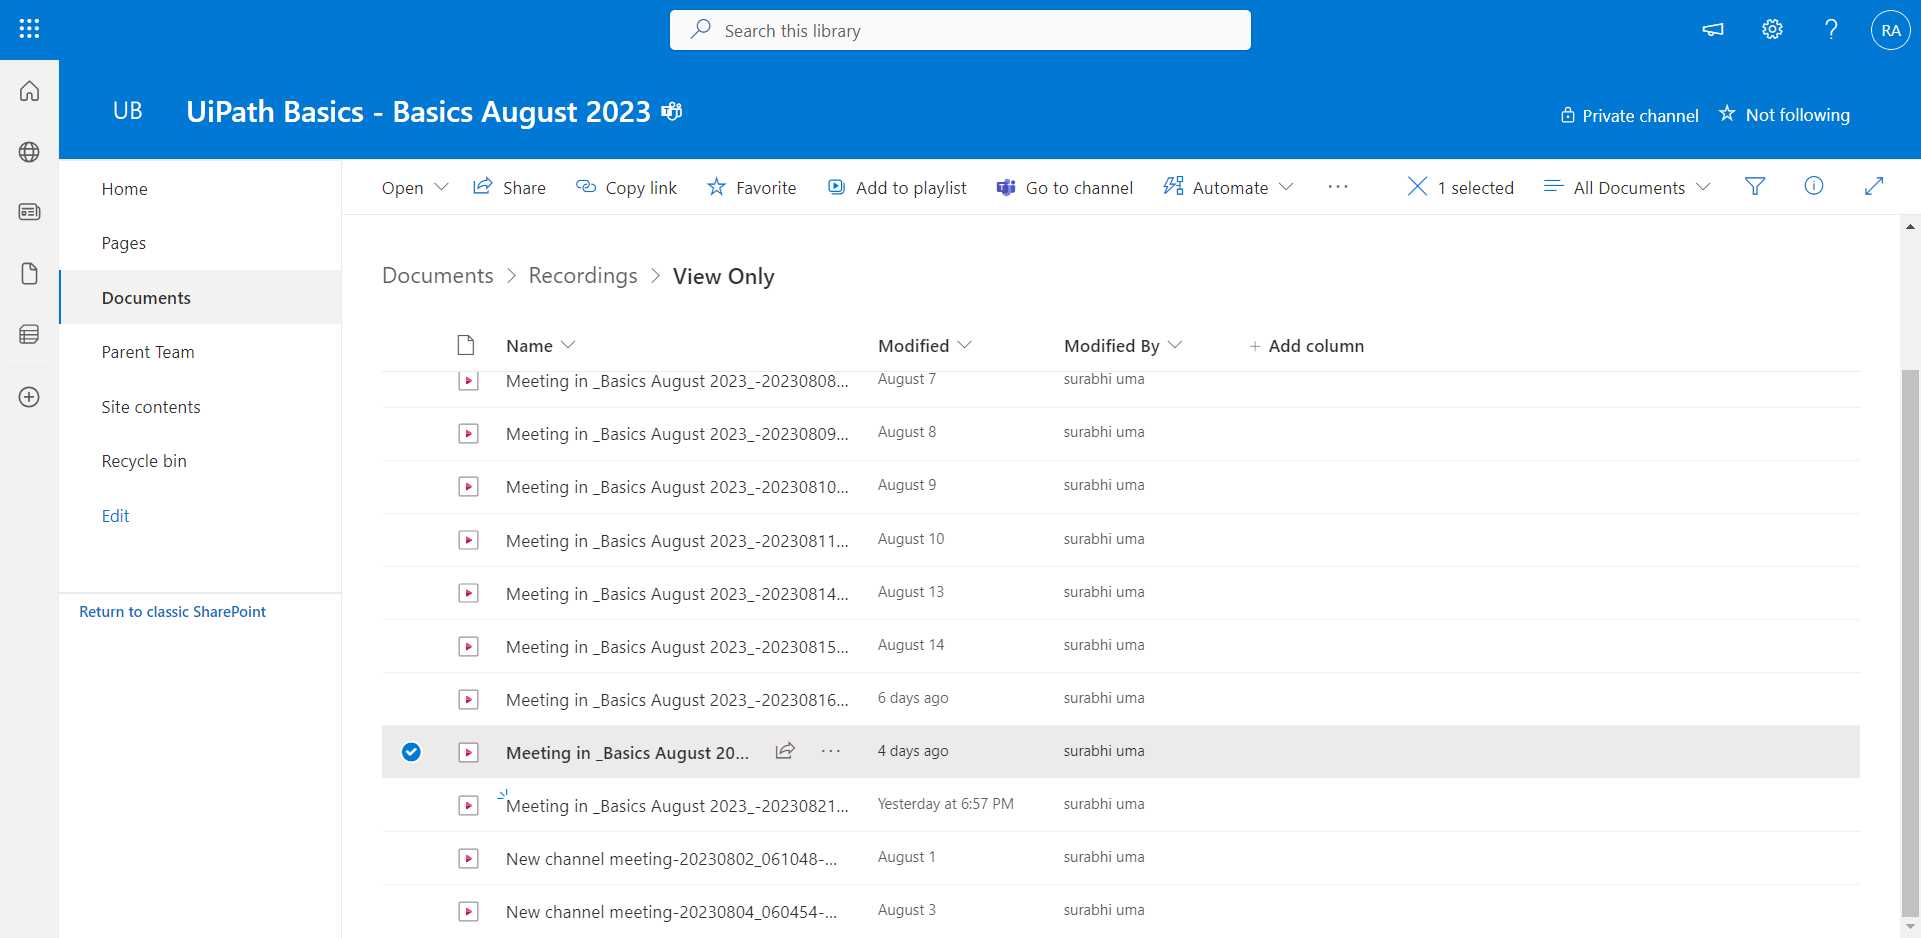 Search this library
RA
UB
UiPath Basics - Basics August 2023
Private channel
Not following
Home
Pages
Documents
Parent Team
Site contents
Recycle bin
Edit
Return to classic SharePoint
Open
Share
Copy link
Favorite
Add to playlist
Go to channel
Automate
1 selected
All Documents
Documents > Recordings > View Only
Name Modified Modified By + Add column
Meeting in _Basics August 2023_-20230808... August 7 surabhi uma
Meeting in _Basics August 2023_-20230809... August 8 surabhi uma
Meeting in _Basics August 2023_-20230810... August 9 surabhi uma
Meeting in _Basics August 2023_-20230811... August 10 surabhi uma
Meeting in _Basics August 2023_-20230814... August 13 surabhi uma
Meeting in _Basics August 2023_-20230815... August 14 surabhi uma
Meeting in _Basics August 2023_-20230816... 6 days ago surabhi uma
Meeting in _Basics August 20... 4 days ago surabhi uma
Meeting in _Basics August 2023_-20230821... Yesterday at 6:57 PM surabhi uma
New channel meeting-20230802_061048-... August 1 surabhi uma
New channel meeting-20230804_060454-... August 3 surabhi uma